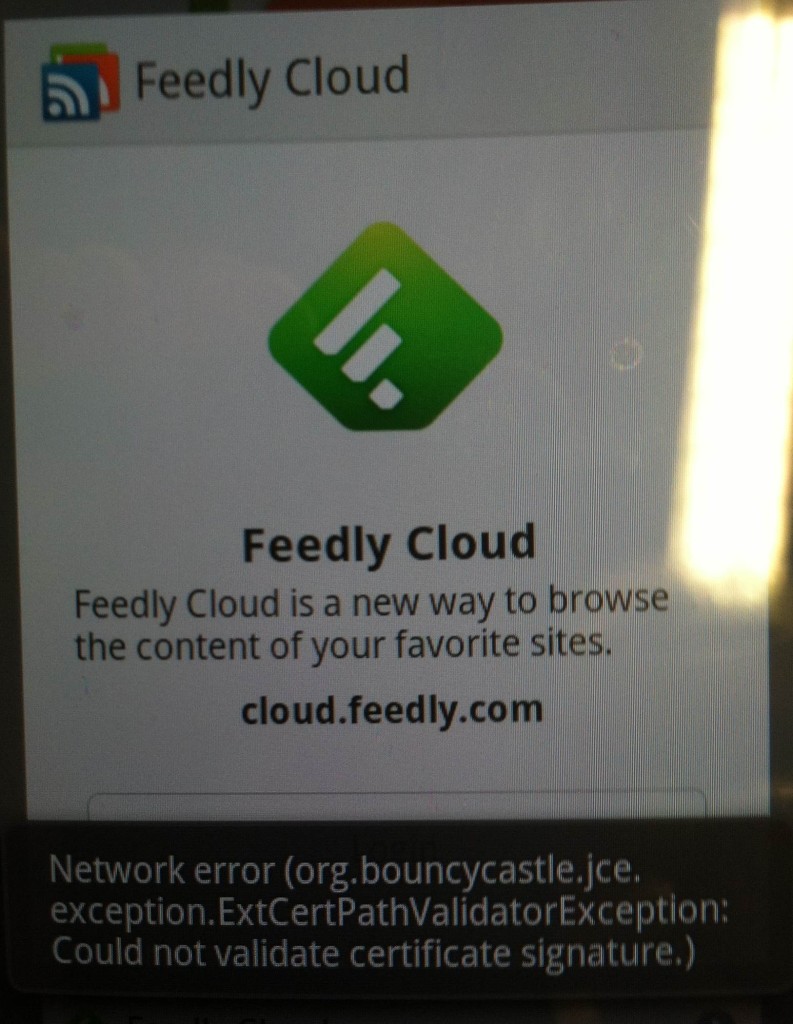 Feedly Cloud
Feedly Cloud
Feedly Cloud is a new way to browse
the content of your favorite sites.
cloud.feedly.com
Network error (org.bouncycastle.jce.
exception.ExtCertPathValidatorException:
Could not validate certificate signature.)